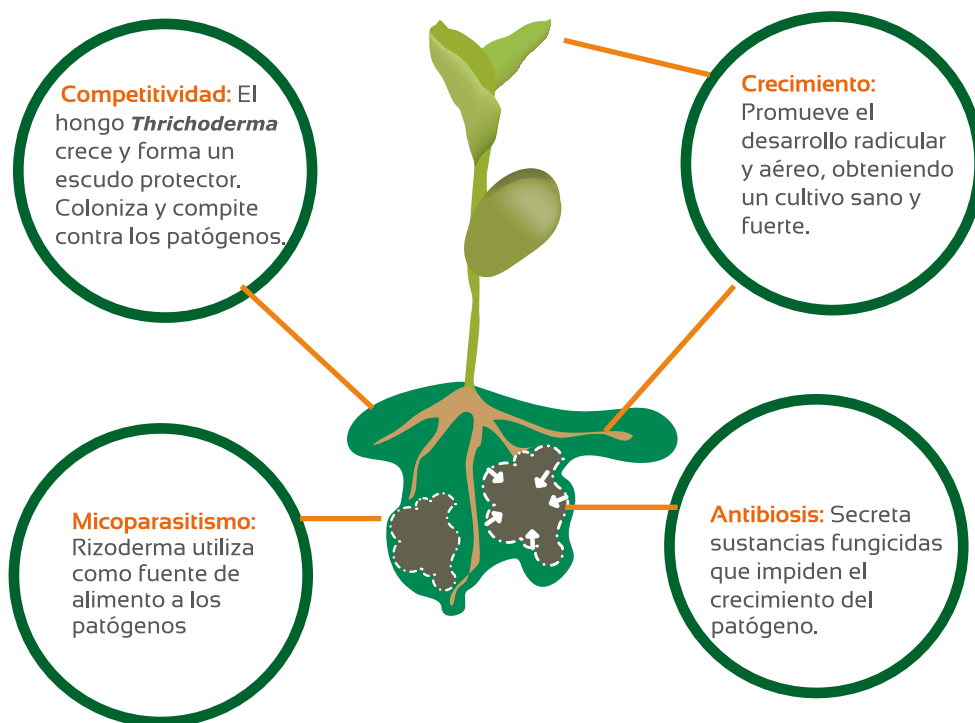 Competitividad: El
hongo Thrichoderma
crece y forma un
escudo protector.
Coloniza y compite
contra los patógenos.
Crecimiento:
Promueve el
desarrollo radicular
y aéreo, obteniendo
un cultivo sano y
fuerte.
Micoparasitismo:
Rizoderma utiliza
como fuente de
alimento a los
patógenos
Antibiosis: Secreta
sustancias fungicidas
que impiden el
crecimiento del
patógeno.